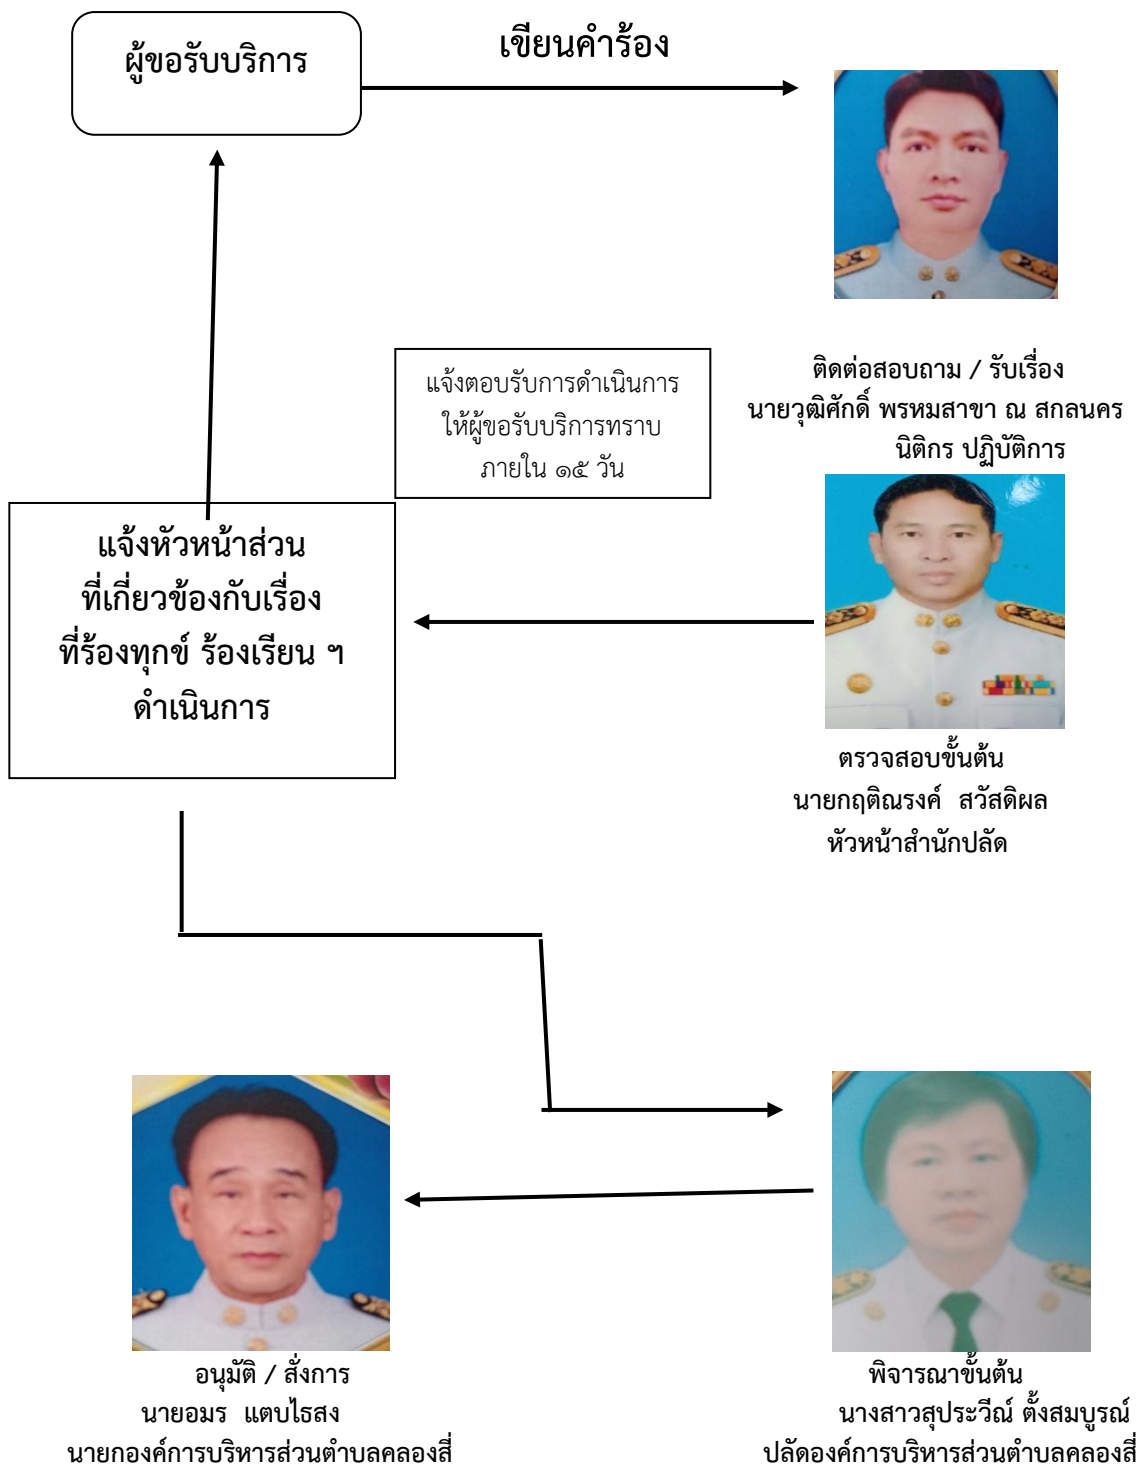 ผู้ขอรับบริการ
เขียนคำร้อง
ติดต่อสอบถาม / รับเรื่อง
นายวุฒิศักดิ์ พรหมสาขา ณ สกลนคร
นิติกร ปฏิบัติการ
แจ้งตอบรับการดำเนินการ
ให้ผู้ขอรับบริการทราบ
ภายใน ๑๕ วัน
แจ้งหัวหน้าส่วน
ที่เกี่ยวข้องกับเรื่อง
ที่ร้องทุกข์ ร้องเรียน ฯ
ดำเนินการ
ตรวจสอบขั้นต้น
นายกฤติณรงค์ สวัสดิผล
หัวหน้าสำนักปลัด
อนุมัติ / สั่งการ
นายอมร แตบไธสง
นายกองค์การบริหารส่วนตำบลคลองสี่
พิจารณาขั้นต้น
นางสาวสุประวีณ์ ตั้งสมบูรณ์
ปลัดองค์การบริหารส่วนตำบลคลองสี่